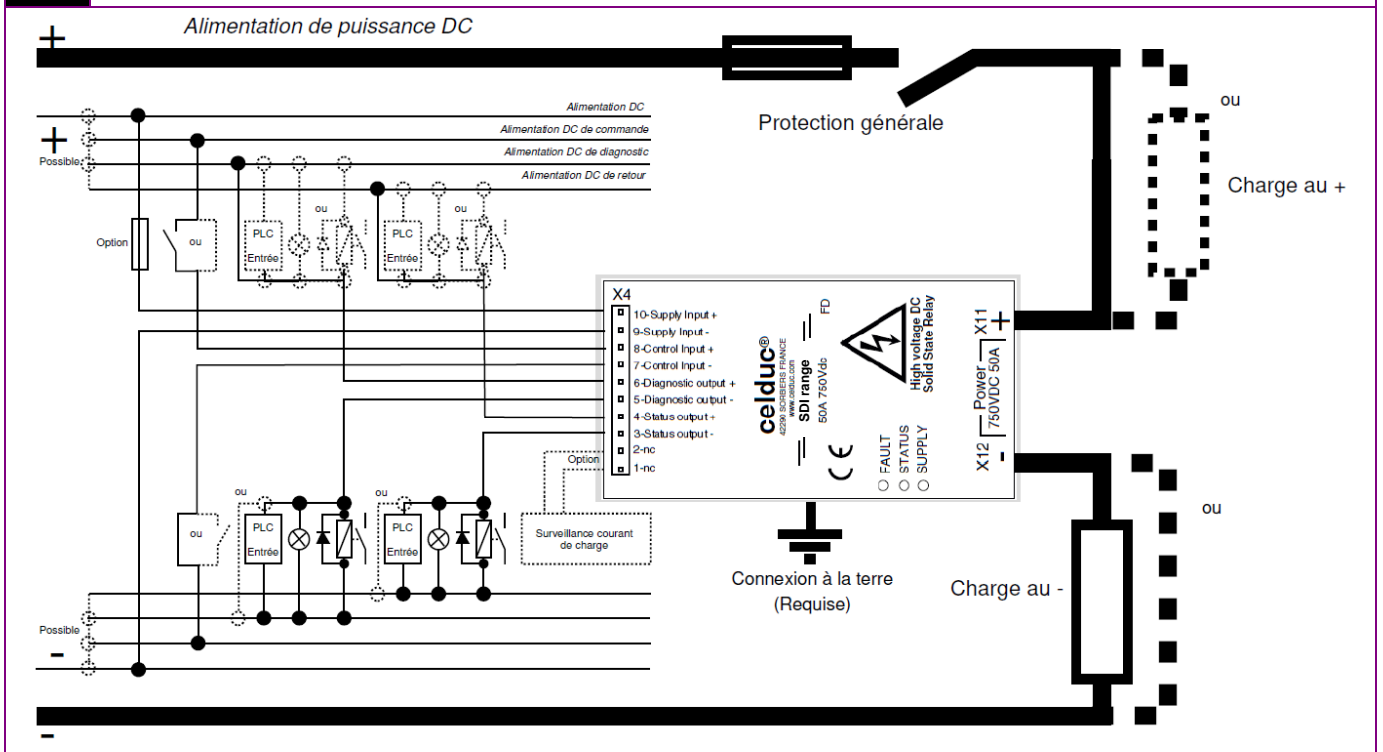 +
Alimentation de puissance DC
Protection générale
ou
Charge au +
Alimentation DC
+
Alimentation DC de commande
Possible
Alimentation DC de diagnostic
Alimentation DC de retour
Option
ou
PLC
Entrée
ou
PLC
Entrée
ou
X4
10-Supply Input +
9-Supply Input -
8-Control Input +
7-Control Input -
6-Diagnostic output +
5-Diagnostic output -
4-Status output +
3-Status output -
2-nc
1-nc
celduc®
42290 SORBIERS FRANCE
www.celduc.com
SDI range
50A 750Vdc
FD
CE
High voltage DC
Solid State Relay
FAULT
STATUS
SUPPLY
X11
+
Power
750VDC 50A
X12
-
Option
Surveillance courant
de charge
ou
ou
PLC
Entrée
ou
PLC
Entrée
Connexion à la terre
(Requise)
Charge au -
ou
Possible
-
-